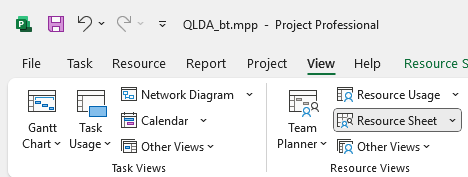 QLDA_bt.mpp - Project Professional
File Task Resource Report Project View Help Resource S
Network Diagram Resource Usage
Gantt Chart Task Usage Calendar Team Planner Resource Sheet
Other Views Other Views
Task Views Resource Views